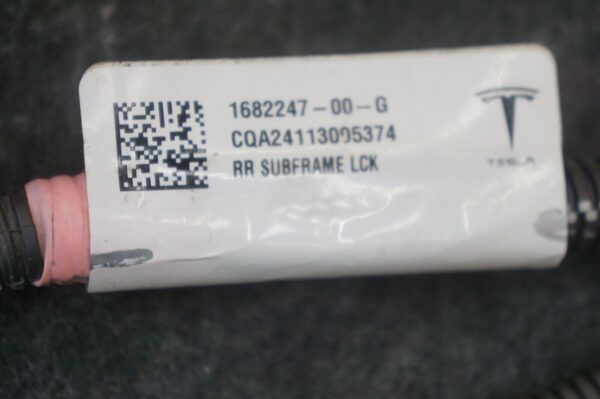 1682247-00-G
CQA24113005374
RR SUBFRAME LCK
TESLA